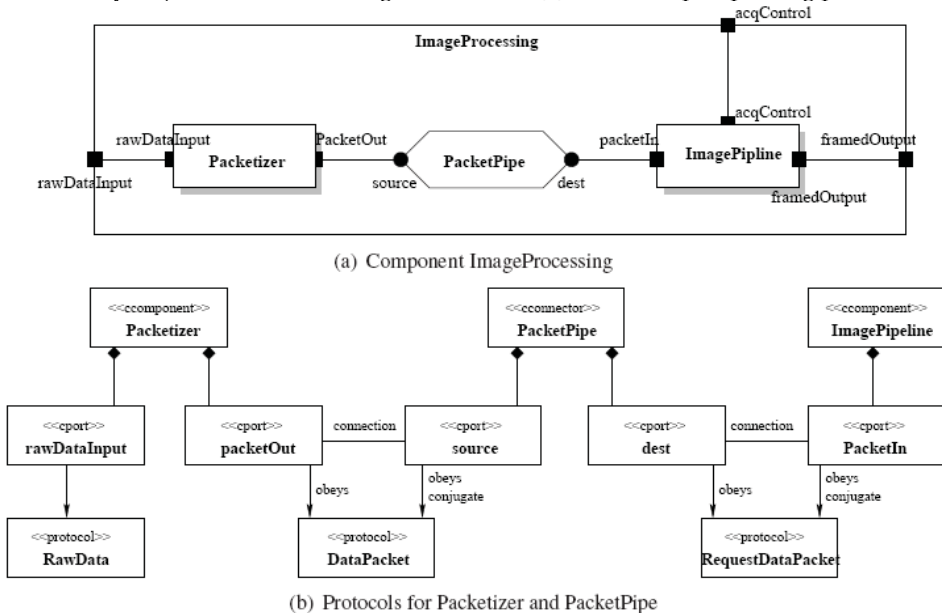 acqControl
ImageProcessing
acqControl
rawDataInput
PacketOut
packetIn
framedOutput
Packetizer
PacketPipe
ImagePipline
rawDataInput
source
dest
framedOutput
(a) Component ImageProcessing
<<ccomponent>>
Packetizer
<<cconnector>>
PacketPipe
<<ccomponent>>
ImagePipeline
<<cport>>
rawDataInput
<<cport>>
packetOut
connection
<<cport>>
source
<<cport>>
dest
connection
<<cport>>
PacketIn
obeys
obeys
conjugate
obeys
obeys
conjugate
<<protocol>>
RawData
<<protocol>>
DataPacket
<<protocol>>
RequestDataPacket
(b) Protocols for Packetizer and PacketPipe